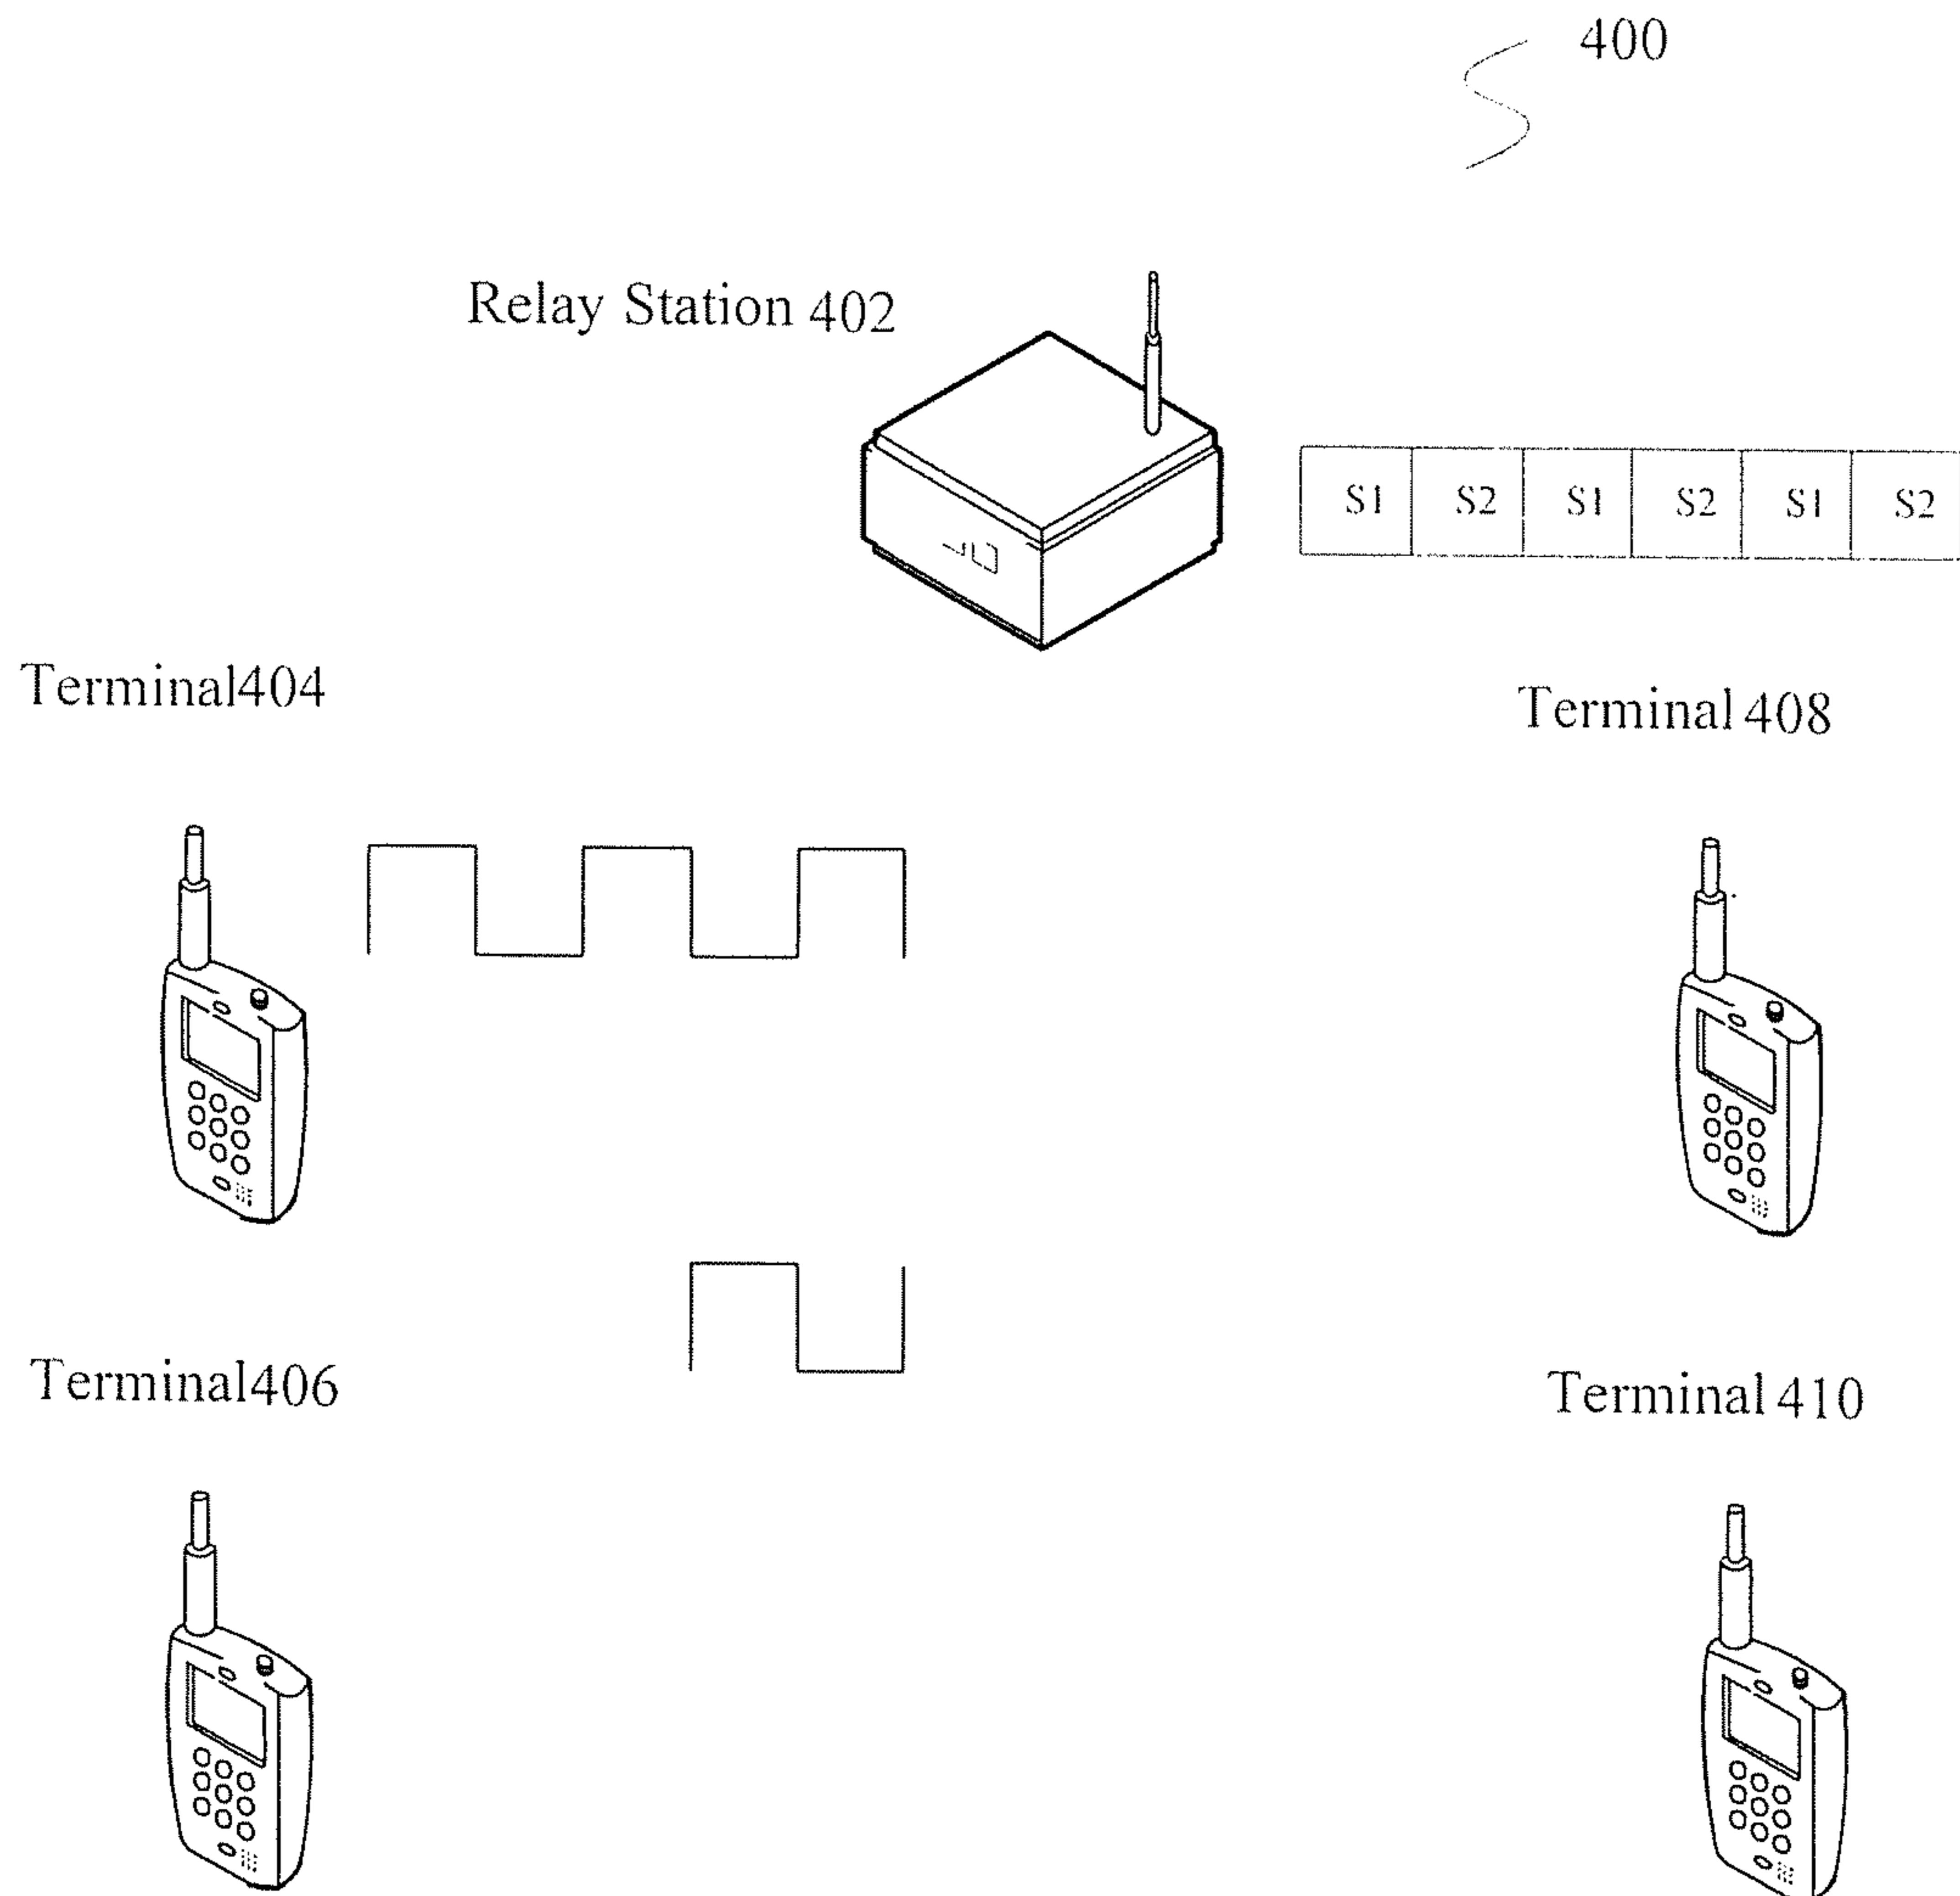 400
Relay Station 402
S1 S2 S1 S2 S1 S2
Terminal404
Terminal 408
Terminal406
Terminal 410